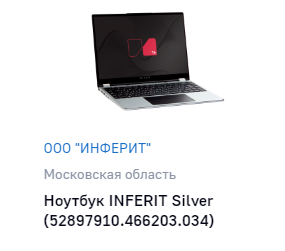 ООО "ИНФЕРИТ"
Московская область
Ноутбук INFERIT Silver
(52897910.466203.034)